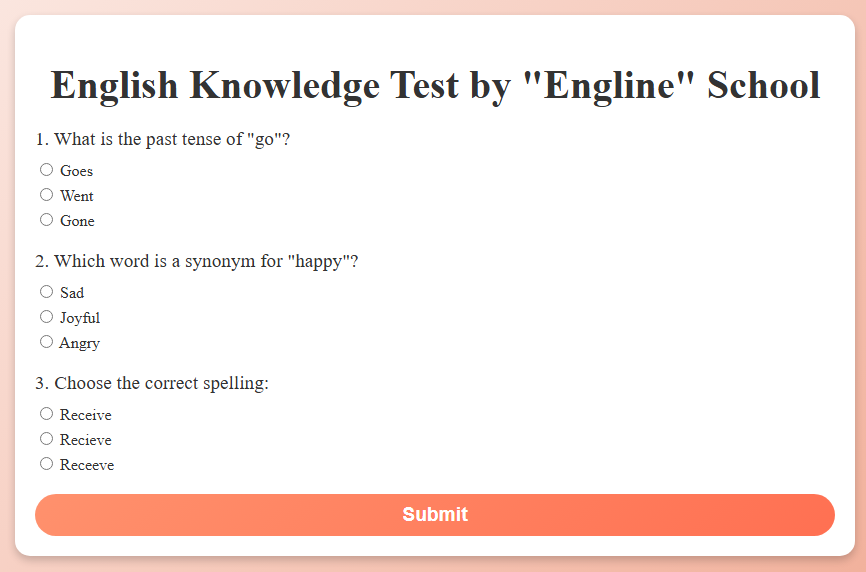 English Knowledge Test by "Engline" School
1. What is the past tense of "go"?
Goes
Went
Gone
2. Which word is a synonym for "happy"?
Sad
Joyful
Angry
3. Choose the correct spelling:
Receive
Recieve
Receeve
Submit